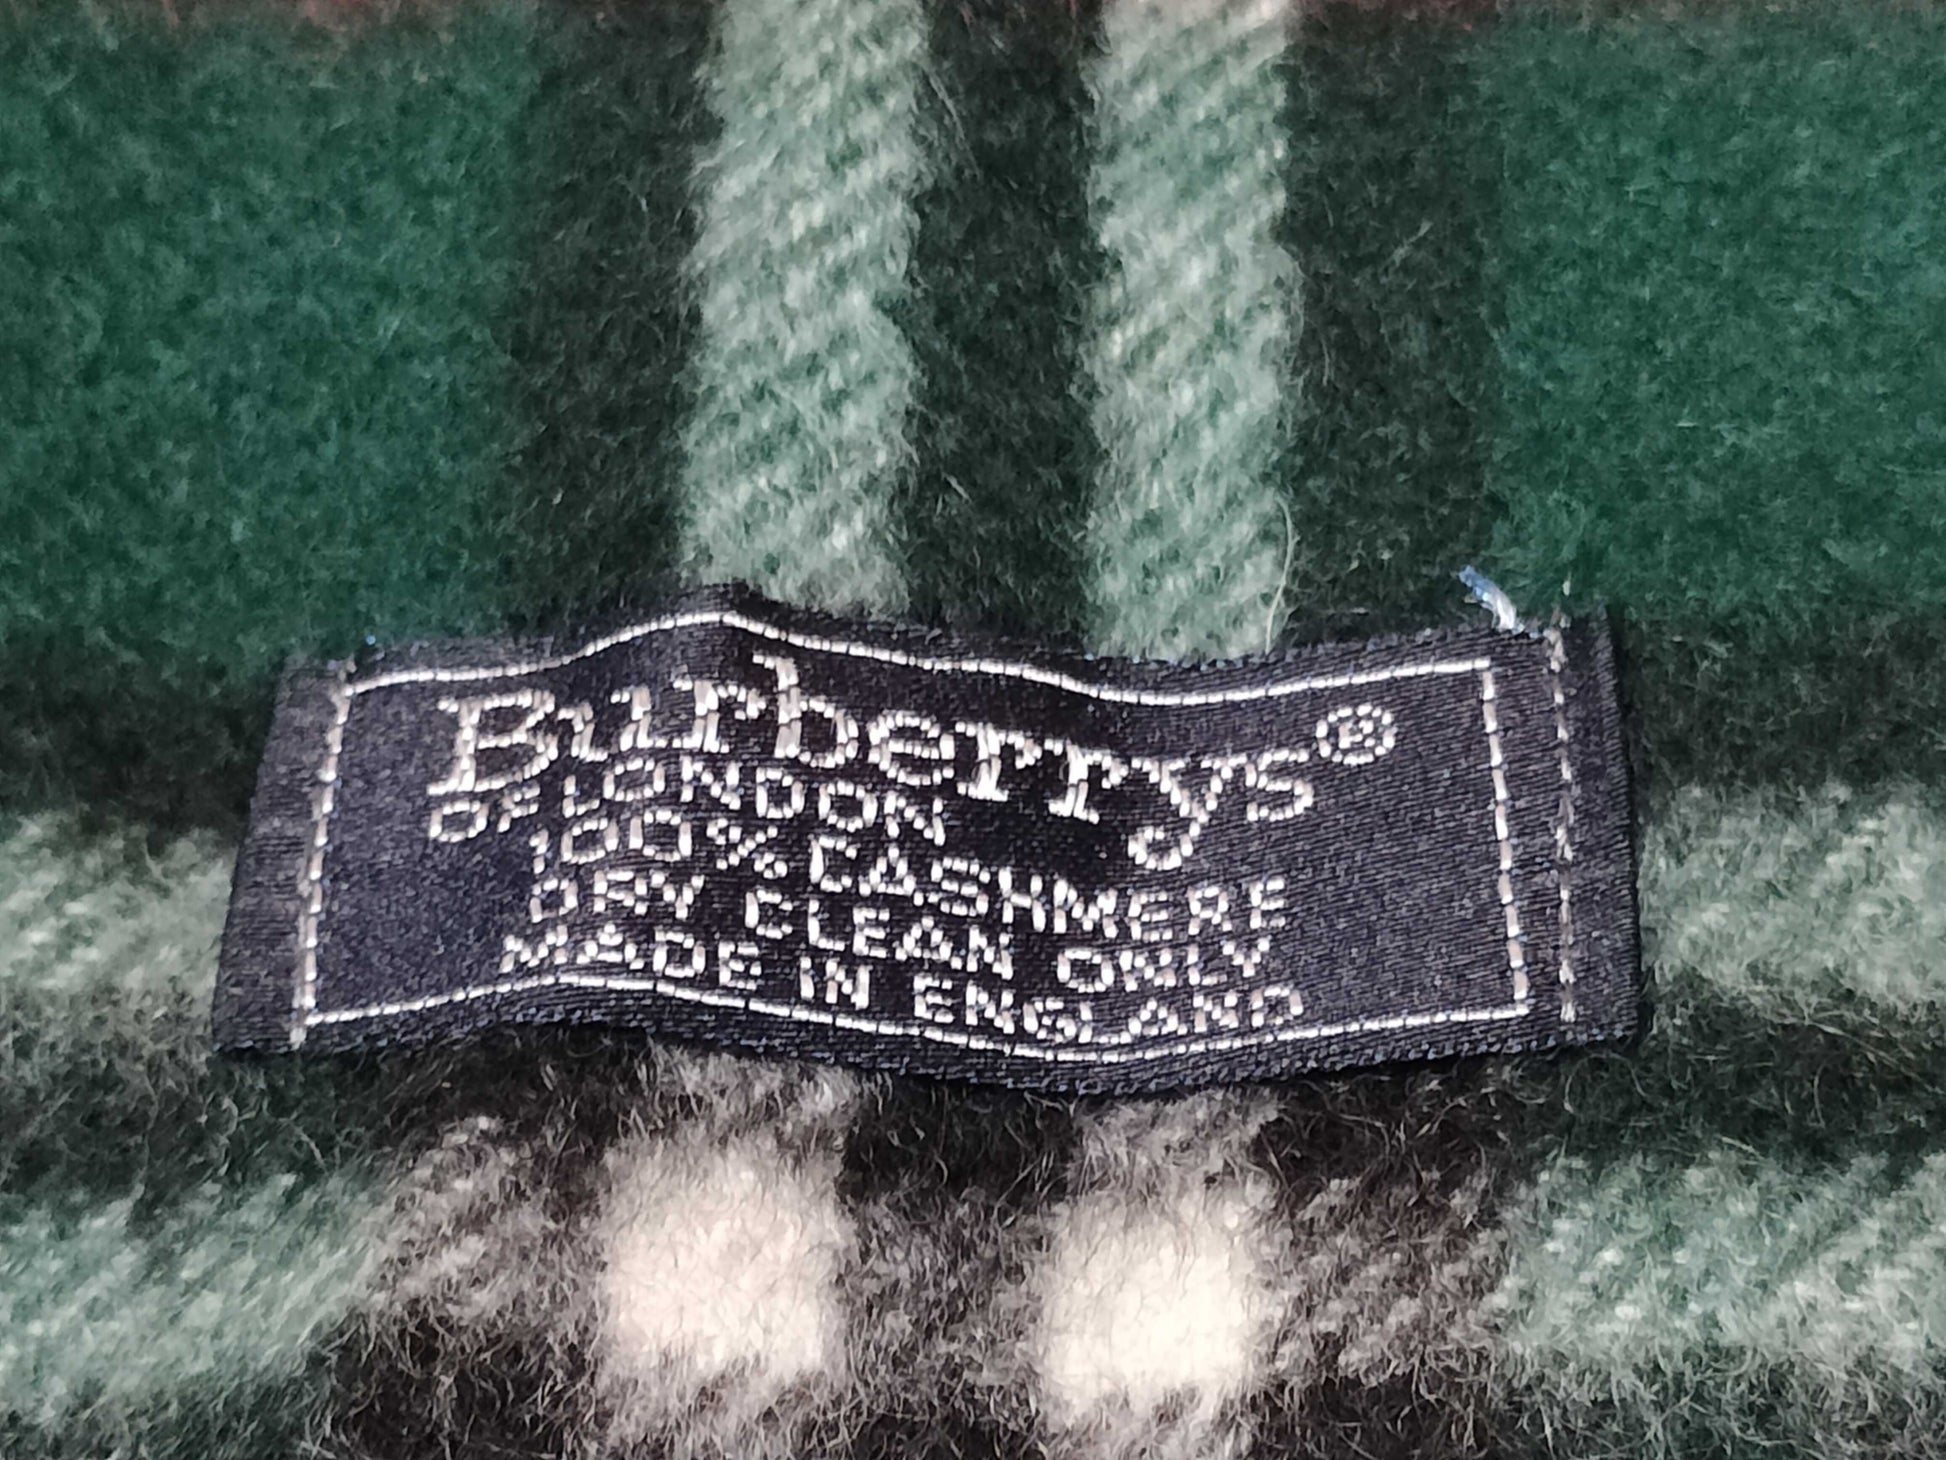 Burberrys®
OF LONDON
100% CASHMERE
DRY CLEAN ONLY
MADE IN ENGLAND